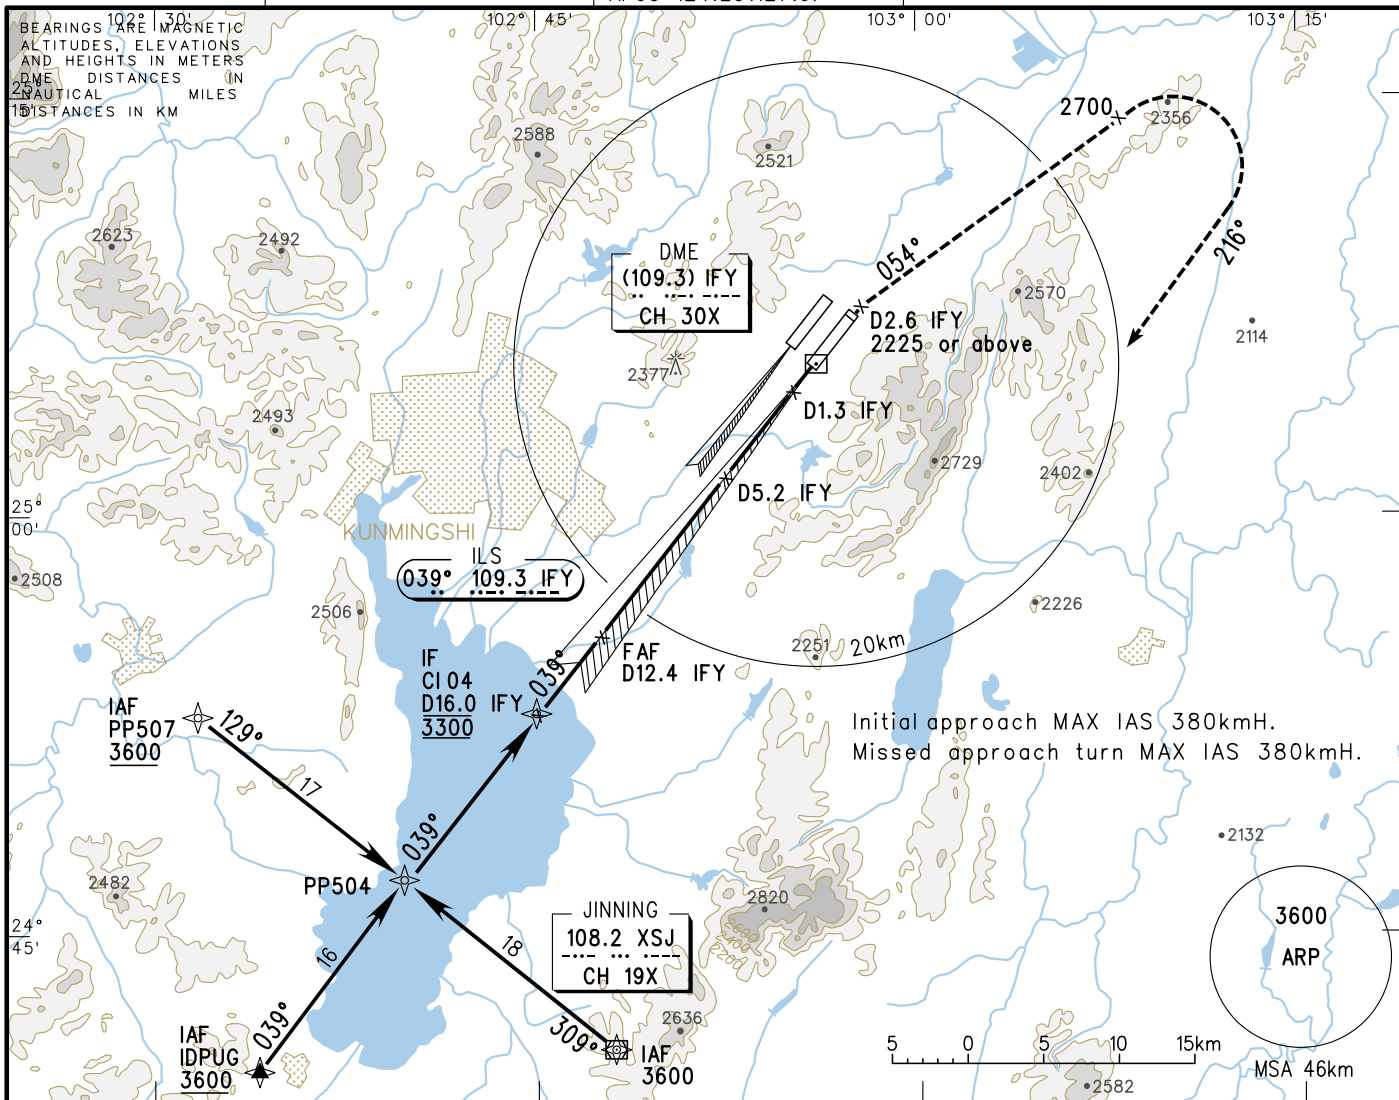 102° 30'
102° 45'
103° 00'
103° 15'
BEARINGS ARE MAGNETIC
ALTITUDES, ELEVATIONS
AND HEIGHTS IN METERS
DME DISTANCES IN
NAUTICAL MILES
DISTANCES IN KM
25°
15'
2588
2521
2700
2356
2623
2492
DME
(109.3) IFY
CH 30X
054°
216°
2570
D2.6 IFY
2225 or above
2114
2377
D1.3 IFY
2493
2729
2402
D5.2 IFY
25°
00'
KUNMINGSHI
ILS
039° 109.3 IFY
2508
2506
2226
2251
20km
FAF
D12.4 IFY
IF
CI 04
D16.0 IFY
3300
039°
IAF
PP507
3600
129°
17
Initial approach MAX IAS 380kmH.
Missed approach turn MAX IAS 380kmH.
039°
2132
PP504
2482
2820
2600
2400
2200
24°
45'
JINNING
108.2 XSJ
CH 19X
3600
ARP
16
18
039°
309°
2636
IAF
IDPUG
3600
IAF
3600
5 0 5 10 15km
MSA 46km
2582